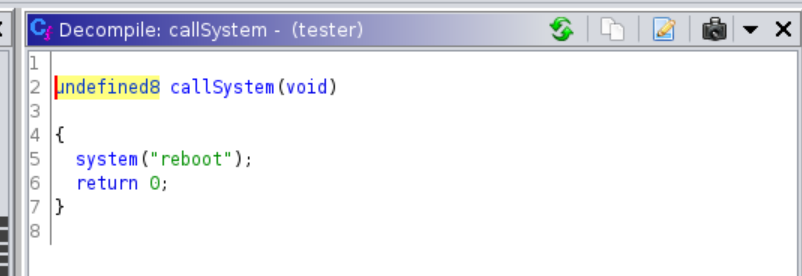 Decompile: callSystem - (tester)
1
2 undefined8 callSystem(void)
3
4 {
5 system("reboot");
6 return 0;
7 }
8